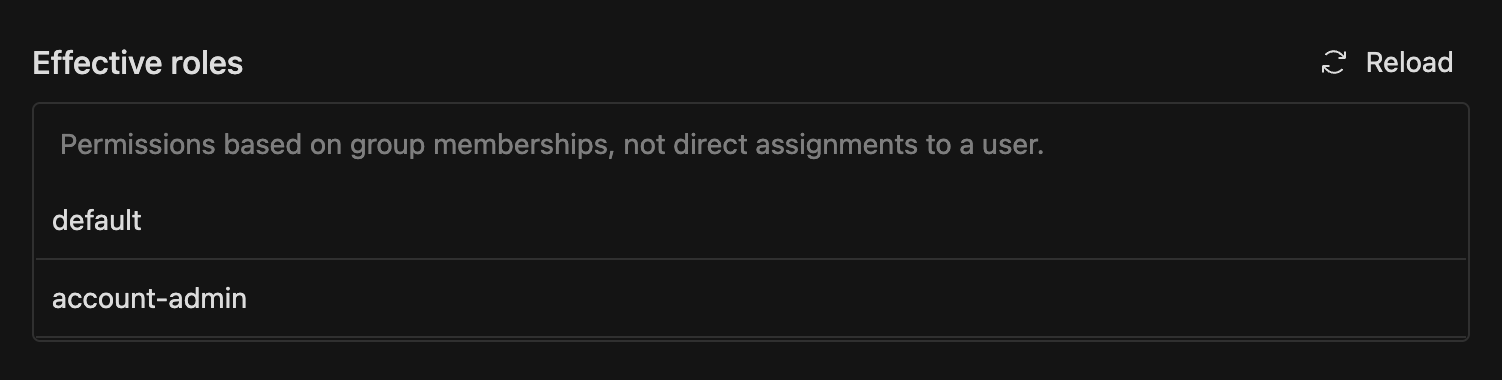 Effective roles
Reload
Permissions based on group memberships, not direct assignments to a user.
default
account-admin